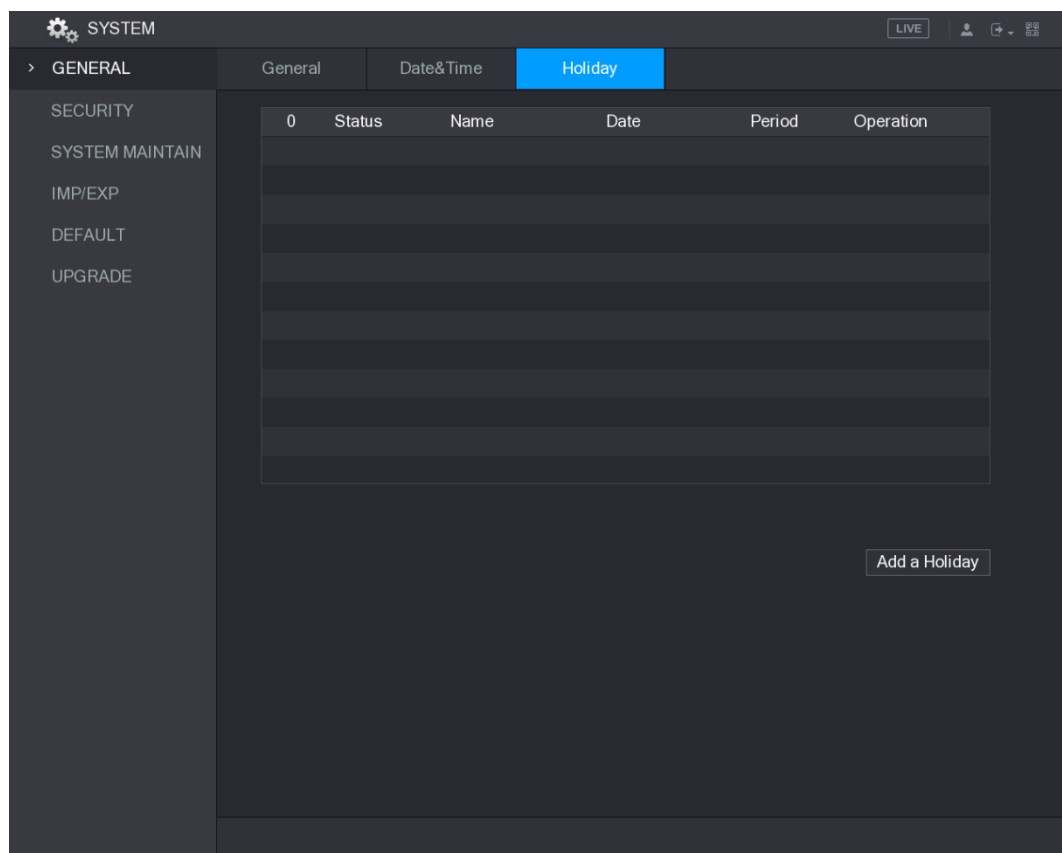 SYSTEM
LIVE
GENERAL
General
Date&Time
Holiday
SECURITY
SYSTEM MAINTAIN
IMP/EXP
DEFAULT
UPGRADE
0 Status Name Date Period Operation
Add a Holiday